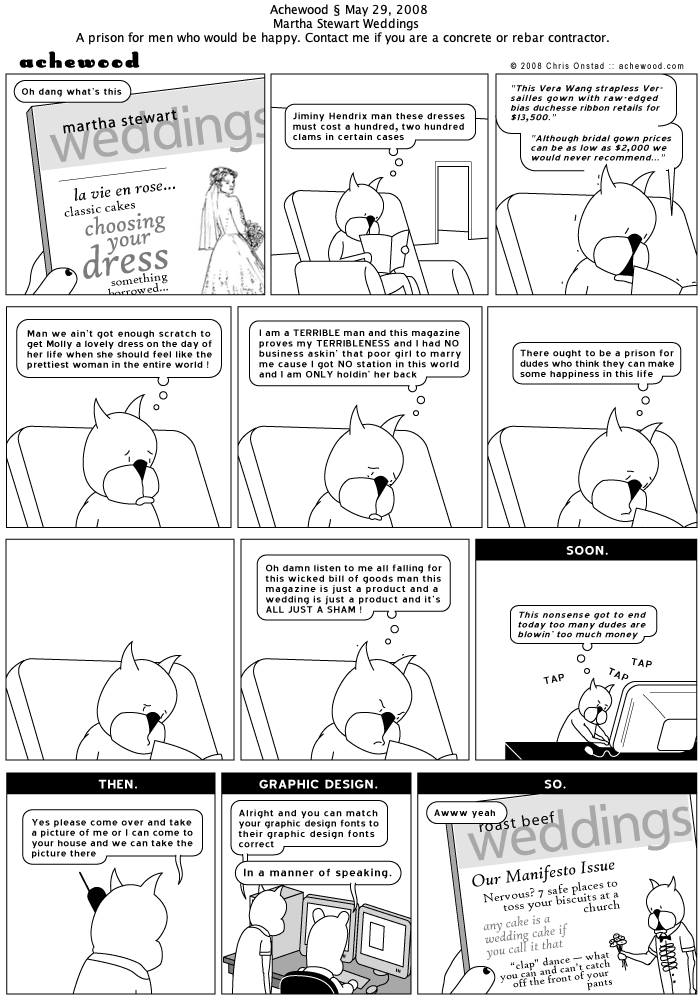 Achewood § May 29, 2008
Martha Stewart Weddings
A prison for men who would be happy. Contact me if you are a concrete or rebar contractor.
achewood
© 2008 Chris Onstad :: achewood.com
Oh dang what's this
martha stewart
weddings
la vie en rose...
classic cakes
choosing
your
dress
something
borrowed...
Jiminy Hendrix man these dresses
must cost a hundred, two hundred
clams in certain cases
"This Vera Wang strapless Ver-
sailles gown with raw-edged
bias duchesse ribbon retails for
$13,500."
"Although bridal gown prices
can be as low as $2,000 we
would never recommend..."
Man we ain't got enough scratch to
get Molly a lovely dress on the day of
her life when she should feel like the
prettiest woman in the entire world !
I am a TERRIBLE man and this magazine
proves my TERRIBLENESS and I had NO
business askin' that poor girl to marry
me cause I got NO station in this world
and I am ONLY holdin' her back
There ought to be a prison for
dudes who think they can make
some happiness in this life
Oh damn listen to me all falling for
this wicked bill of goods man this
magazine is just a product and a
wedding is just a product and it's
ALL JUST A SHAM !
SOON.
This nonsense got to end
today too many dudes are
blowin' too much money
TAP
TAP
TAP
THEN.
Yes please come over and take
a picture of me or I can come to
your house and we can take the
picture there
GRAPHIC DESIGN.
Alright and you can match
your graphic design fonts to
their graphic design fonts
correct
In a manner of speaking.
SO.
Awww yeah
roast beef
weddings
Our Manifesto Issue
Nervous? 7 safe places to
toss your biscuits at a
church
any cake is a
wedding cake if
you call it that
"clap" dance — what
you can and can't catch
off the front of your
pants